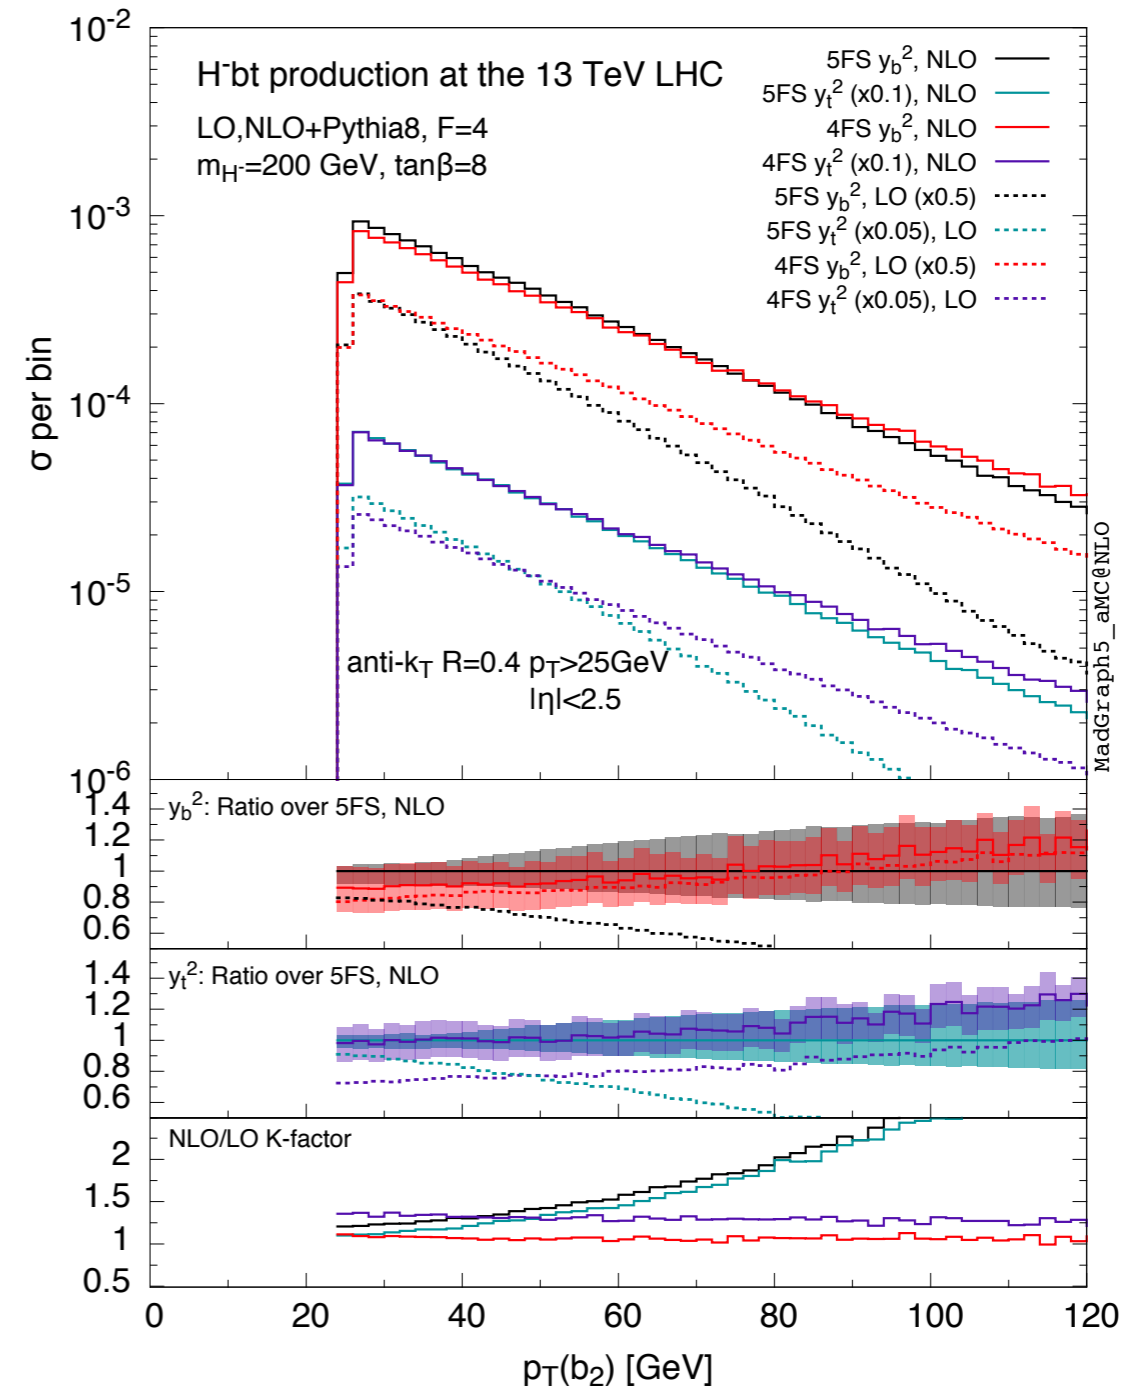 10⁻²
H⁻bt production at the 13 TeV LHC
LO,NLO+Pythia8, F=4
m_H⁻=200 GeV, tanβ=8
5FS y_b², NLO
5FS y_t² (x0.1), NLO
4FS y_b², NLO
4FS y_t² (x0.1), NLO
5FS y_b², LO (x0.5)
5FS y_t² (x0.05), LO
4FS y_b², LO (x0.5)
4FS y_t² (x0.05), LO
10⁻³
σ per bin
10⁻⁴
10⁻⁵
anti-k_T R=0.4 p_T>25GeV
|η|<2.5
MadGraph5_aMC@NLO
10⁻⁶
y_b²: Ratio over 5FS, NLO
1.4
1.2
1
0.8
0.6
y_t²: Ratio over 5FS, NLO
1.4
1.2
1
0.8
0.6
NLO/LO K-factor
2
1.5
1
0.5
0 20 40 60 80 100 120
p_T(b₂) [GeV]